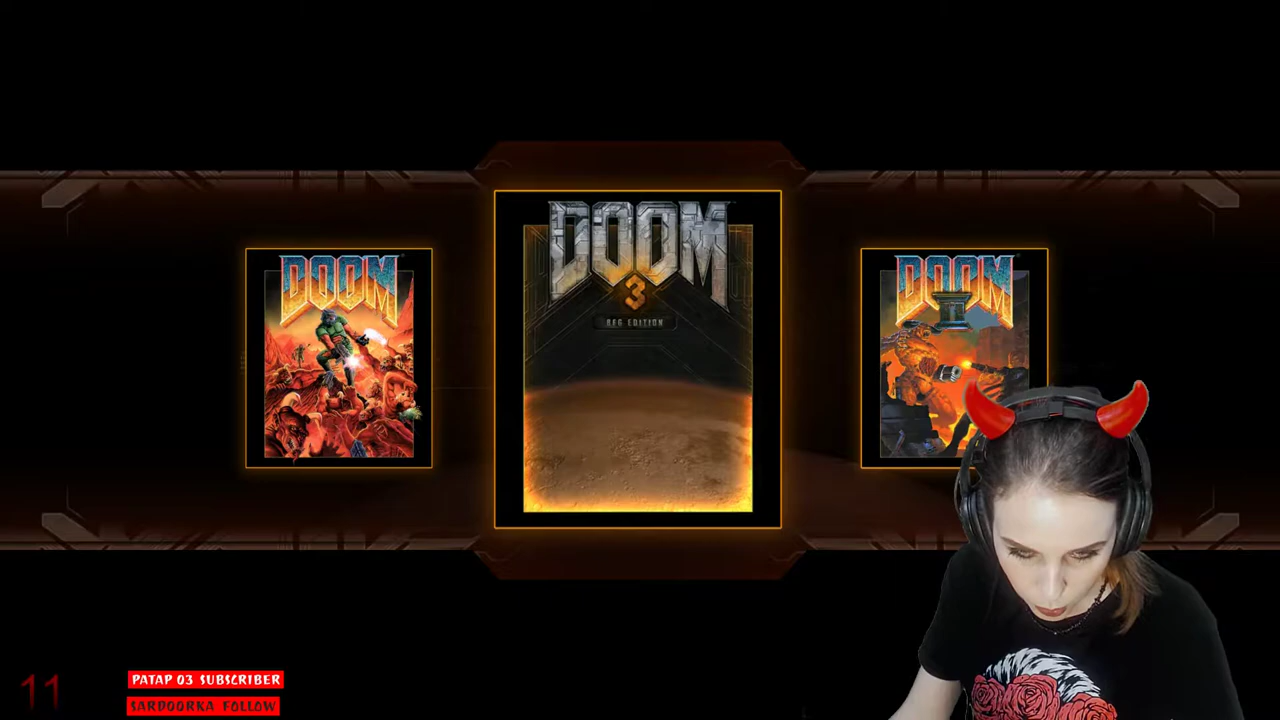 DOOM
DOOM
3
BFG EDITION
DOOM
II
11
PATAP 03 SUBSCRIBER
SARDOORKA FOLLOW